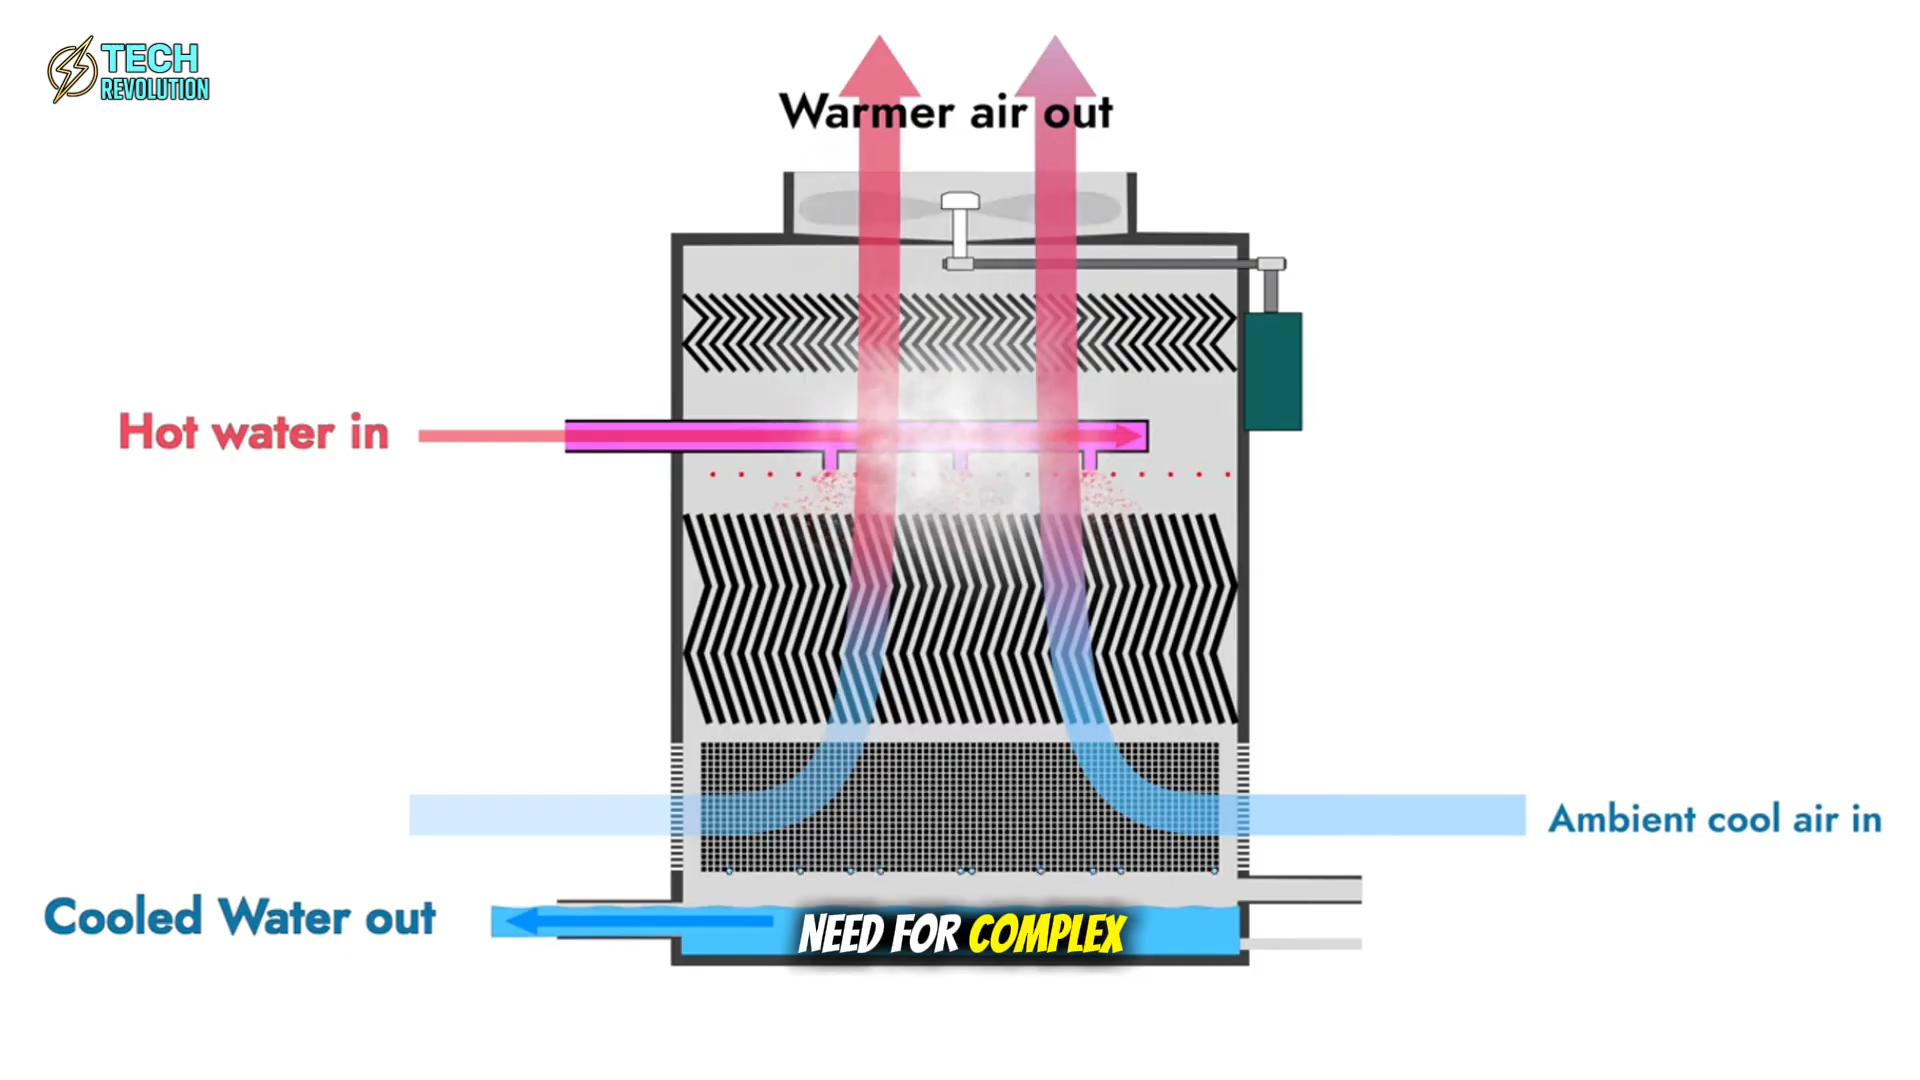 TECH
REVOLUTION
Warmer air out
Hot water in
Ambient cool air in
Cooled Water out
NEED FOR COMPLEX